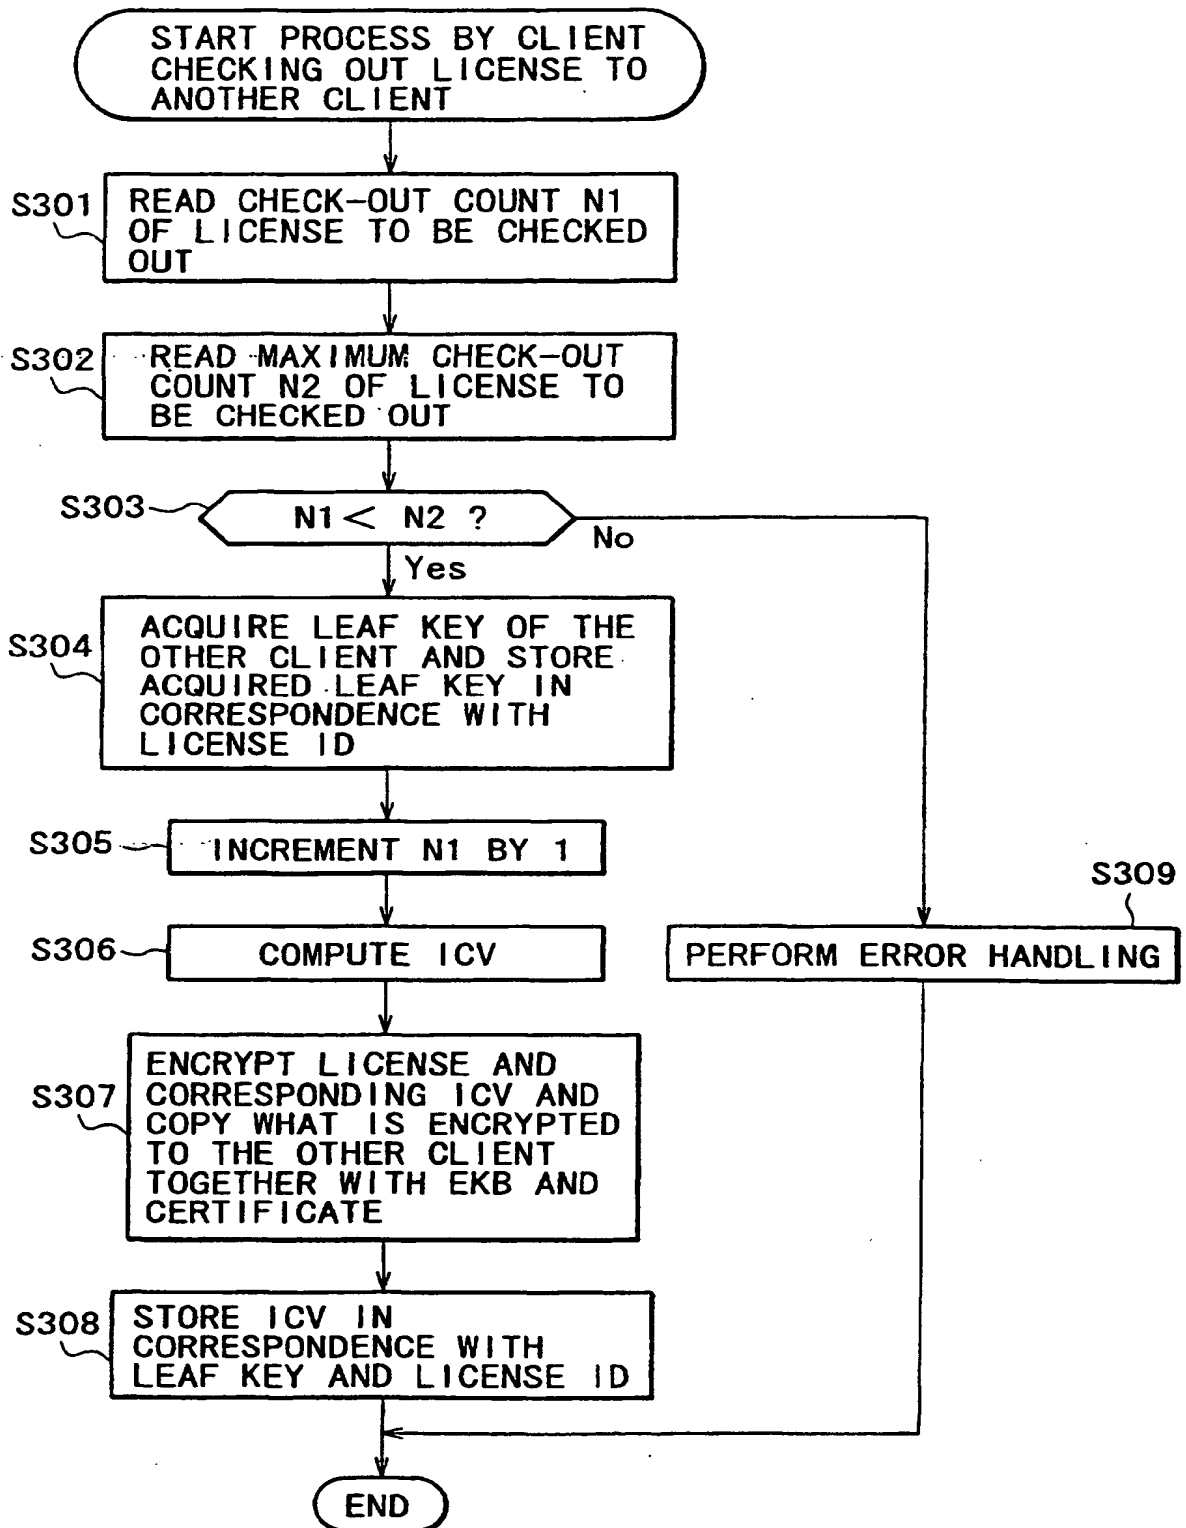 START PROCESS BY CLIENT
CHECKING OUT LICENSE TO
ANOTHER CLIENT
S301
READ CHECK-OUT COUNT N1
OF LICENSE TO BE CHECKED
OUT
S302
READ MAXIMUM CHECK-OUT
COUNT N2 OF LICENSE TO
BE CHECKED OUT
S303
N1 < N2 ?
No
Yes
S304
ACQUIRE LEAF KEY OF THE
OTHER CLIENT AND STORE
ACQUIRED LEAF KEY IN
CORRESPONDENCE WITH
LICENSE ID
S305
INCREMENT N1 BY 1
S306
COMPUTE ICV
S309
PERFORM ERROR HANDLING
S307
ENCRYPT LICENSE AND
CORRESPONDING ICV AND
COPY WHAT IS ENCRYPTED
TO THE OTHER CLIENT
TOGETHER WITH EKB AND
CERTIFICATE
S308
STORE ICV IN
CORRESPONDENCE WITH
LEAF KEY AND LICENSE ID
END